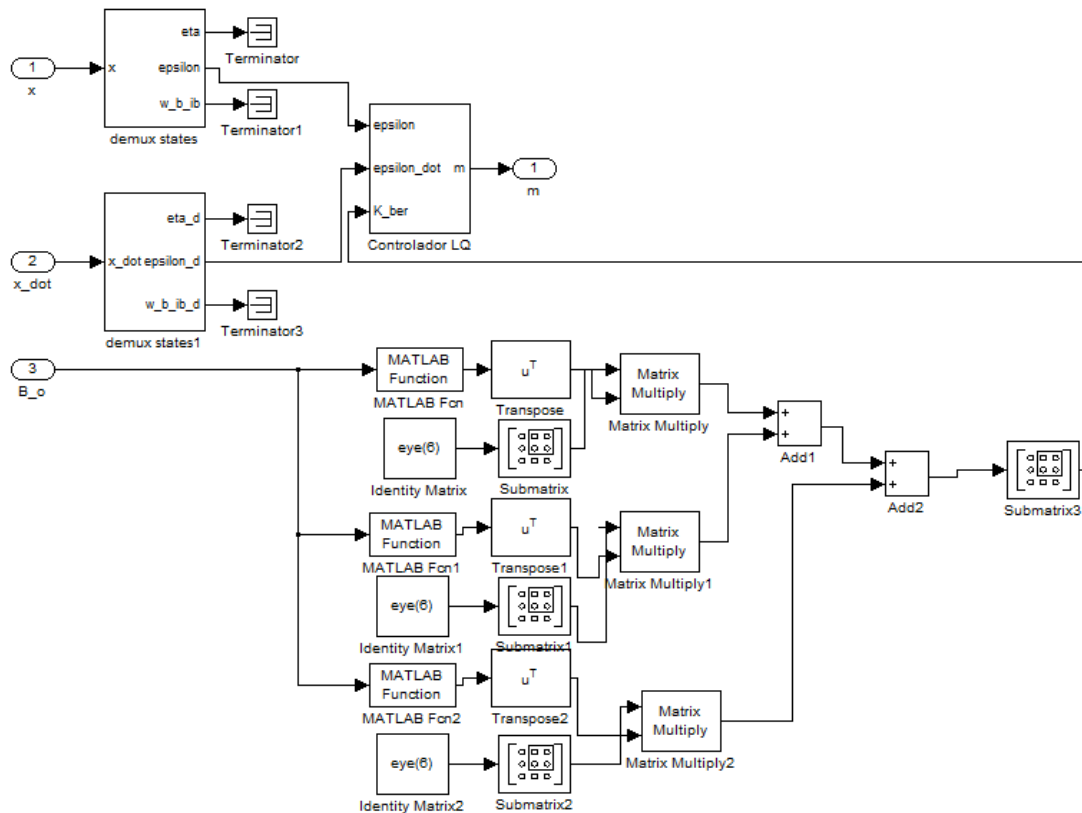 eta
Terminator
1
x
x
epsilon
w_b_ib
Terminator1
demux states
epsilon
epsilon_dot
m
K_ber
Controlador LQ
1
m
eta_d
Terminator2
2
x_dot
x_dot
epsilon_d
w_b_ib_d
Terminator3
demux states1
3
B_o
MATLAB
Function
MATLAB Fcn
u^T
Transpose
Matrix
Multiply
Matrix Multiply
eye(6)
Identity Matrix
Submatrix
+
+
Add1
+
+
Add2
Submatrix3
MATLAB
Function
MATLAB Fcn1
u^T
Transpose1
Matrix
Multiply
Matrix Multiply1
eye(6)
Identity Matrix1
Submatrix1
MATLAB
Function
MATLAB Fcn2
u^T
Transpose2
Matrix
Multiply
Matrix Multiply2
eye(6)
Identity Matrix2
Submatrix2